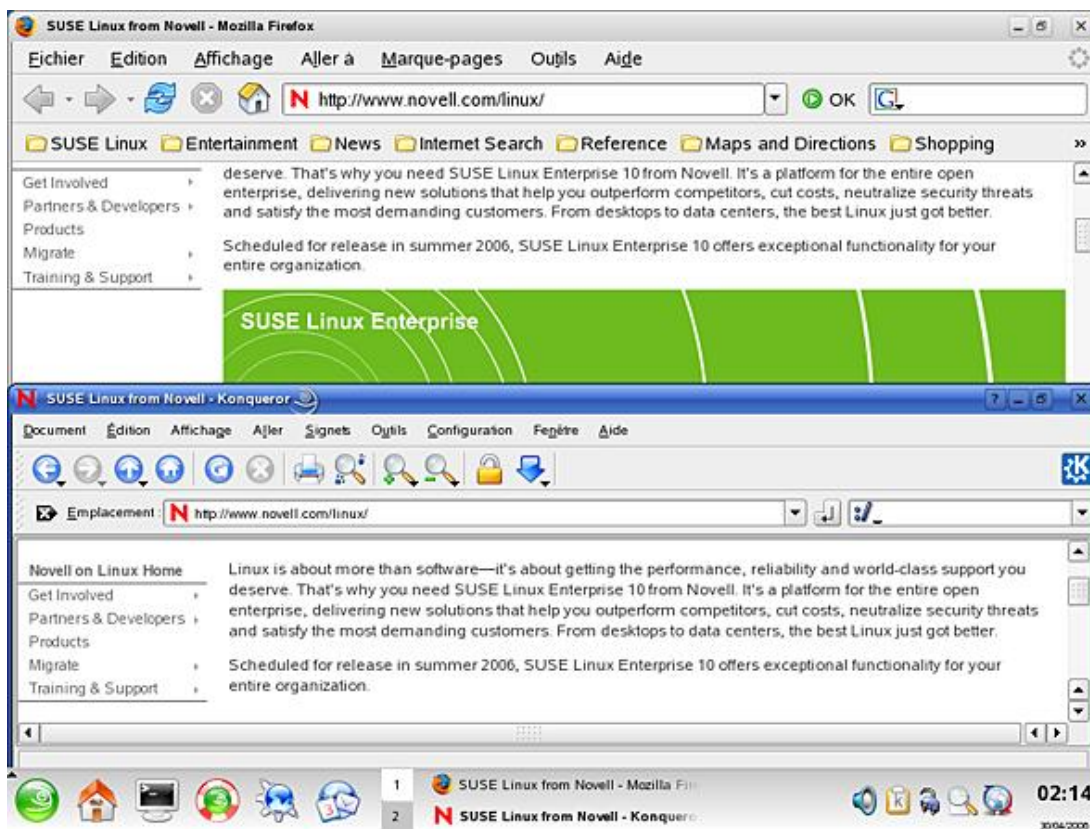 SUSE Linux from Novell - Mozilla Firefox
Fichier Edition Affichage Aller à Marque-pages Outils Aide
http://www.novell.com/linux/ OK G
SUSE Linux Entertainment News Internet Search Reference Maps and Directions Shopping »
deserve. That's why you need SUSE Linux Enterprise 10 from Novell. It's a platform for the entire open
enterprise, delivering new solutions that help you outperform competitors, cut costs, neutralize security threats
and satisfy the most demanding customers. From desktops to data centers, the best Linux just got better.
Scheduled for release in summer 2006, SUSE Linux Enterprise 10 offers exceptional functionality for your
entire organization.
Get Involved
Partners & Developers
Products
Migrate
Training & Support
SUSE Linux Enterprise
SUSE Linux from Novell - Konqueror
Document Édition Affichage Aller Signets Outils Configuration Fenêtre Aide
Emplacement : http://www.novell.com/linux/
Novell on Linux Home
Get Involved
Partners & Developers
Products
Migrate
Training & Support
Linux is about more than software—it's about getting the performance, reliability and world-class support you
deserve. That's why you need SUSE Linux Enterprise 10 from Novell. It's a platform for the entire open
enterprise, delivering new solutions that help you outperform competitors, cut costs, neutralize security threats
and satisfy the most demanding customers. From desktops to data centers, the best Linux just got better.
Scheduled for release in summer 2006, SUSE Linux Enterprise 10 offers exceptional functionality for your
entire organization.
1 SUSE Linux from Novell - Mozilla Fir
2 SUSE Linux from Novell - Konquero
02:14